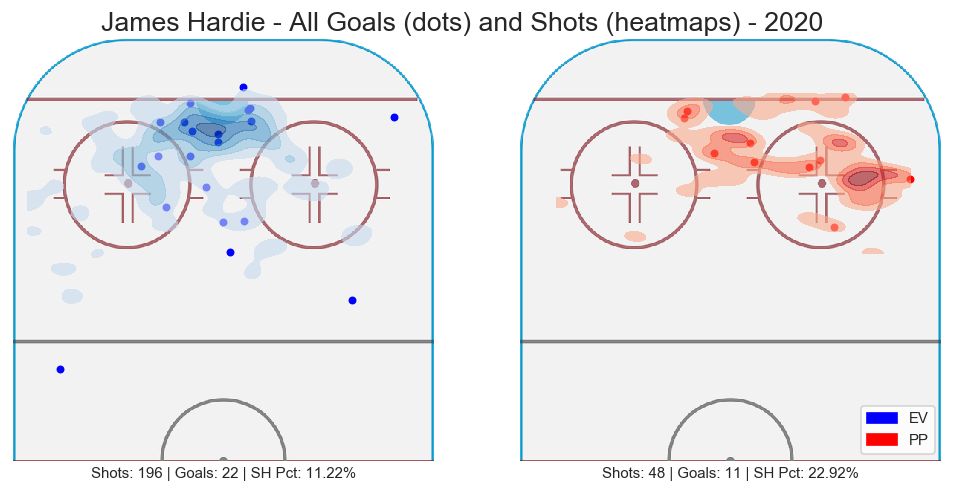 James Hardie - All Goals (dots) and Shots (heatmaps) - 2020
EV
PP
Shots: 196 | Goals: 22 | SH Pct: 11.22%
Shots: 48 | Goals: 11 | SH Pct: 22.92%